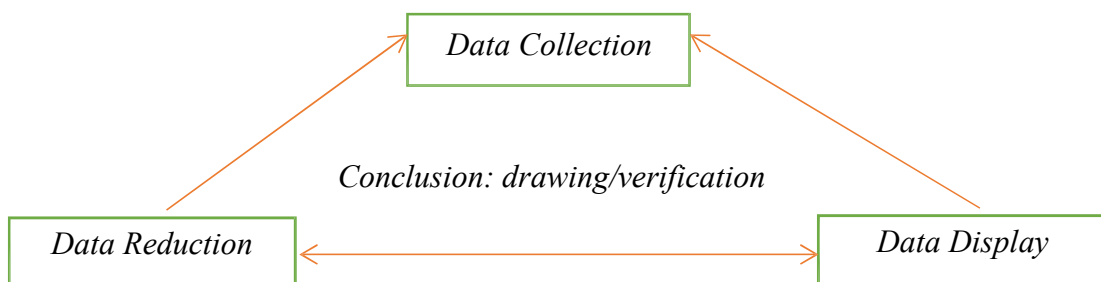 Data Collection
Conclusion: drawing/verification
Data Reduction
Data Display